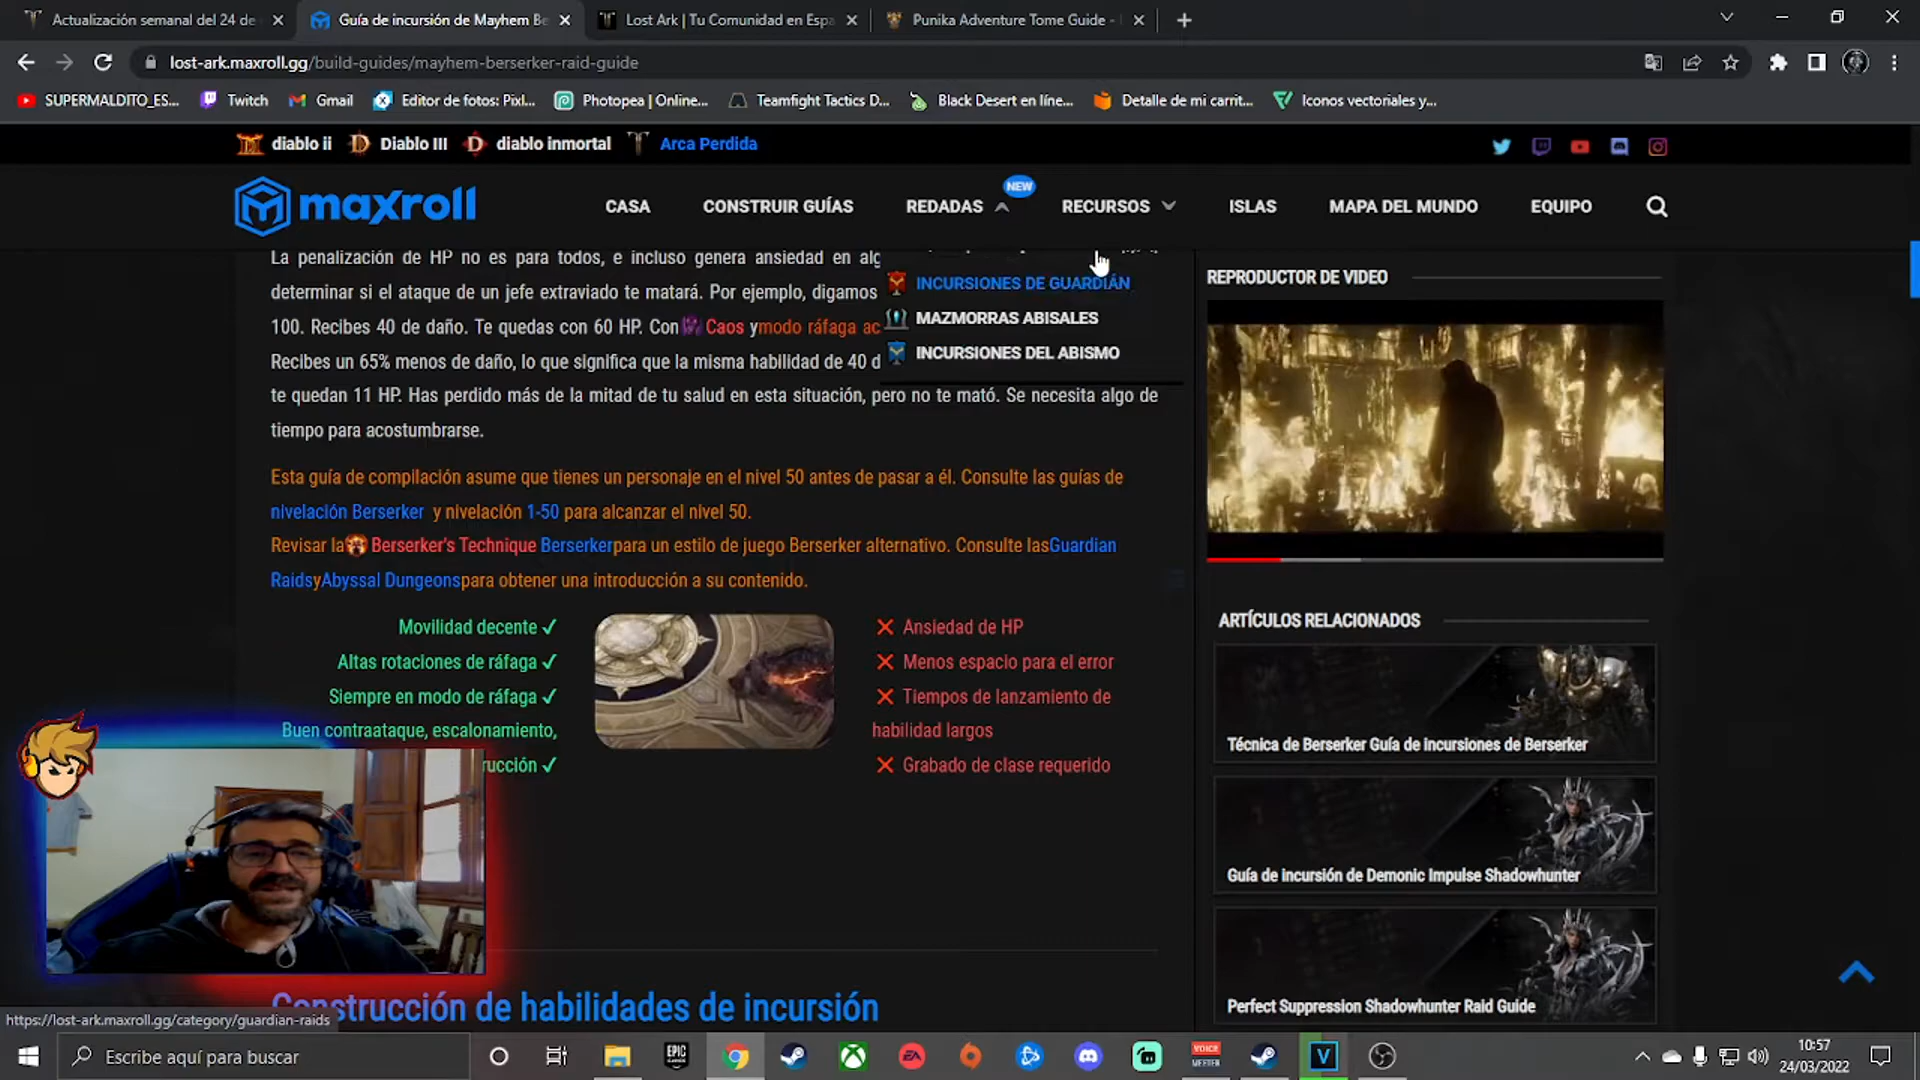 Actualización semanal del 24 de
Guía de incursión de Mayhem Be
Lost Ark | Tu Comunidad en Espa
Punika Adventure Tome Guide -
lost-ark.maxroll.gg/build-guides/mayhem-berserker-raid-guide
SUPERMALDITO_ES... Twitch Gmail Editor de fotos: Pixl... Photopea | Online... Teamfight Tactics D... Black Desert en líne... Detalle de mi carrit... Iconos vectoriales y...
diablo ii Diablo III diablo inmortal Arca Perdida
maxroll
CASA CONSTRUIR GUÍAS REDADAS NEW RECURSOS ISLAS MAPA DEL MUNDO EQUIPO
INCURSIONES DE GUARDIÁN
MAZMORRAS ABISALES
INCURSIONES DEL ABISMO
La penalización de HP no es para todos, e incluso genera ansiedad en alg
determinar si el ataque de un jefe extraviado te matará. Por ejemplo, digamos
100. Recibes 40 de daño. Te quedas con 60 HP. Con Caos y modo ráfaga ac
Recibes un 65% menos de daño, lo que significa que la misma habilidad de 40 d
te quedan 11 HP. Has perdido más de la mitad de tu salud en esta situación, pero no te mató. Se necesita algo de
tiempo para acostumbrarse.
Esta guía de compilación asume que tienes un personaje en el nivel 50 antes de pasar a él. Consulte las guías de
nivelación Berserker y nivelación 1-50 para alcanzar el nivel 50.
Revisar la Berserker's Technique Berserkerpara un estilo de juego Berserker alternativo. Consulte lasGuardian
RaidsyAbyssal Dungeonspara obtener una introducción a su contenido.
Movilidad decente ✓
Altas rotaciones de ráfaga ✓
Siempre en modo de ráfaga ✓
Buen contraataque, escalonamiento,
rucción ✓
Ansiedad de HP
Menos espacio para el error
Tiempos de lanzamiento de
habilidad largos
Grabado de clase requerido
Construcción de habilidades de incursión
REPRODUCTOR DE VIDEO
ARTÍCULOS RELACIONADOS
Técnica de Berserker Guía de incursiones de Berserker
Guía de incursión de Demonic Impulse Shadowhunter
Perfect Suppression Shadowhunter Raid Guide
https://lost-ark.maxroll.gg/category/guardian-raids
Escribe aquí para buscar
EPIC
EA
VOICE
MEETER
V
10:57
24/03/2022